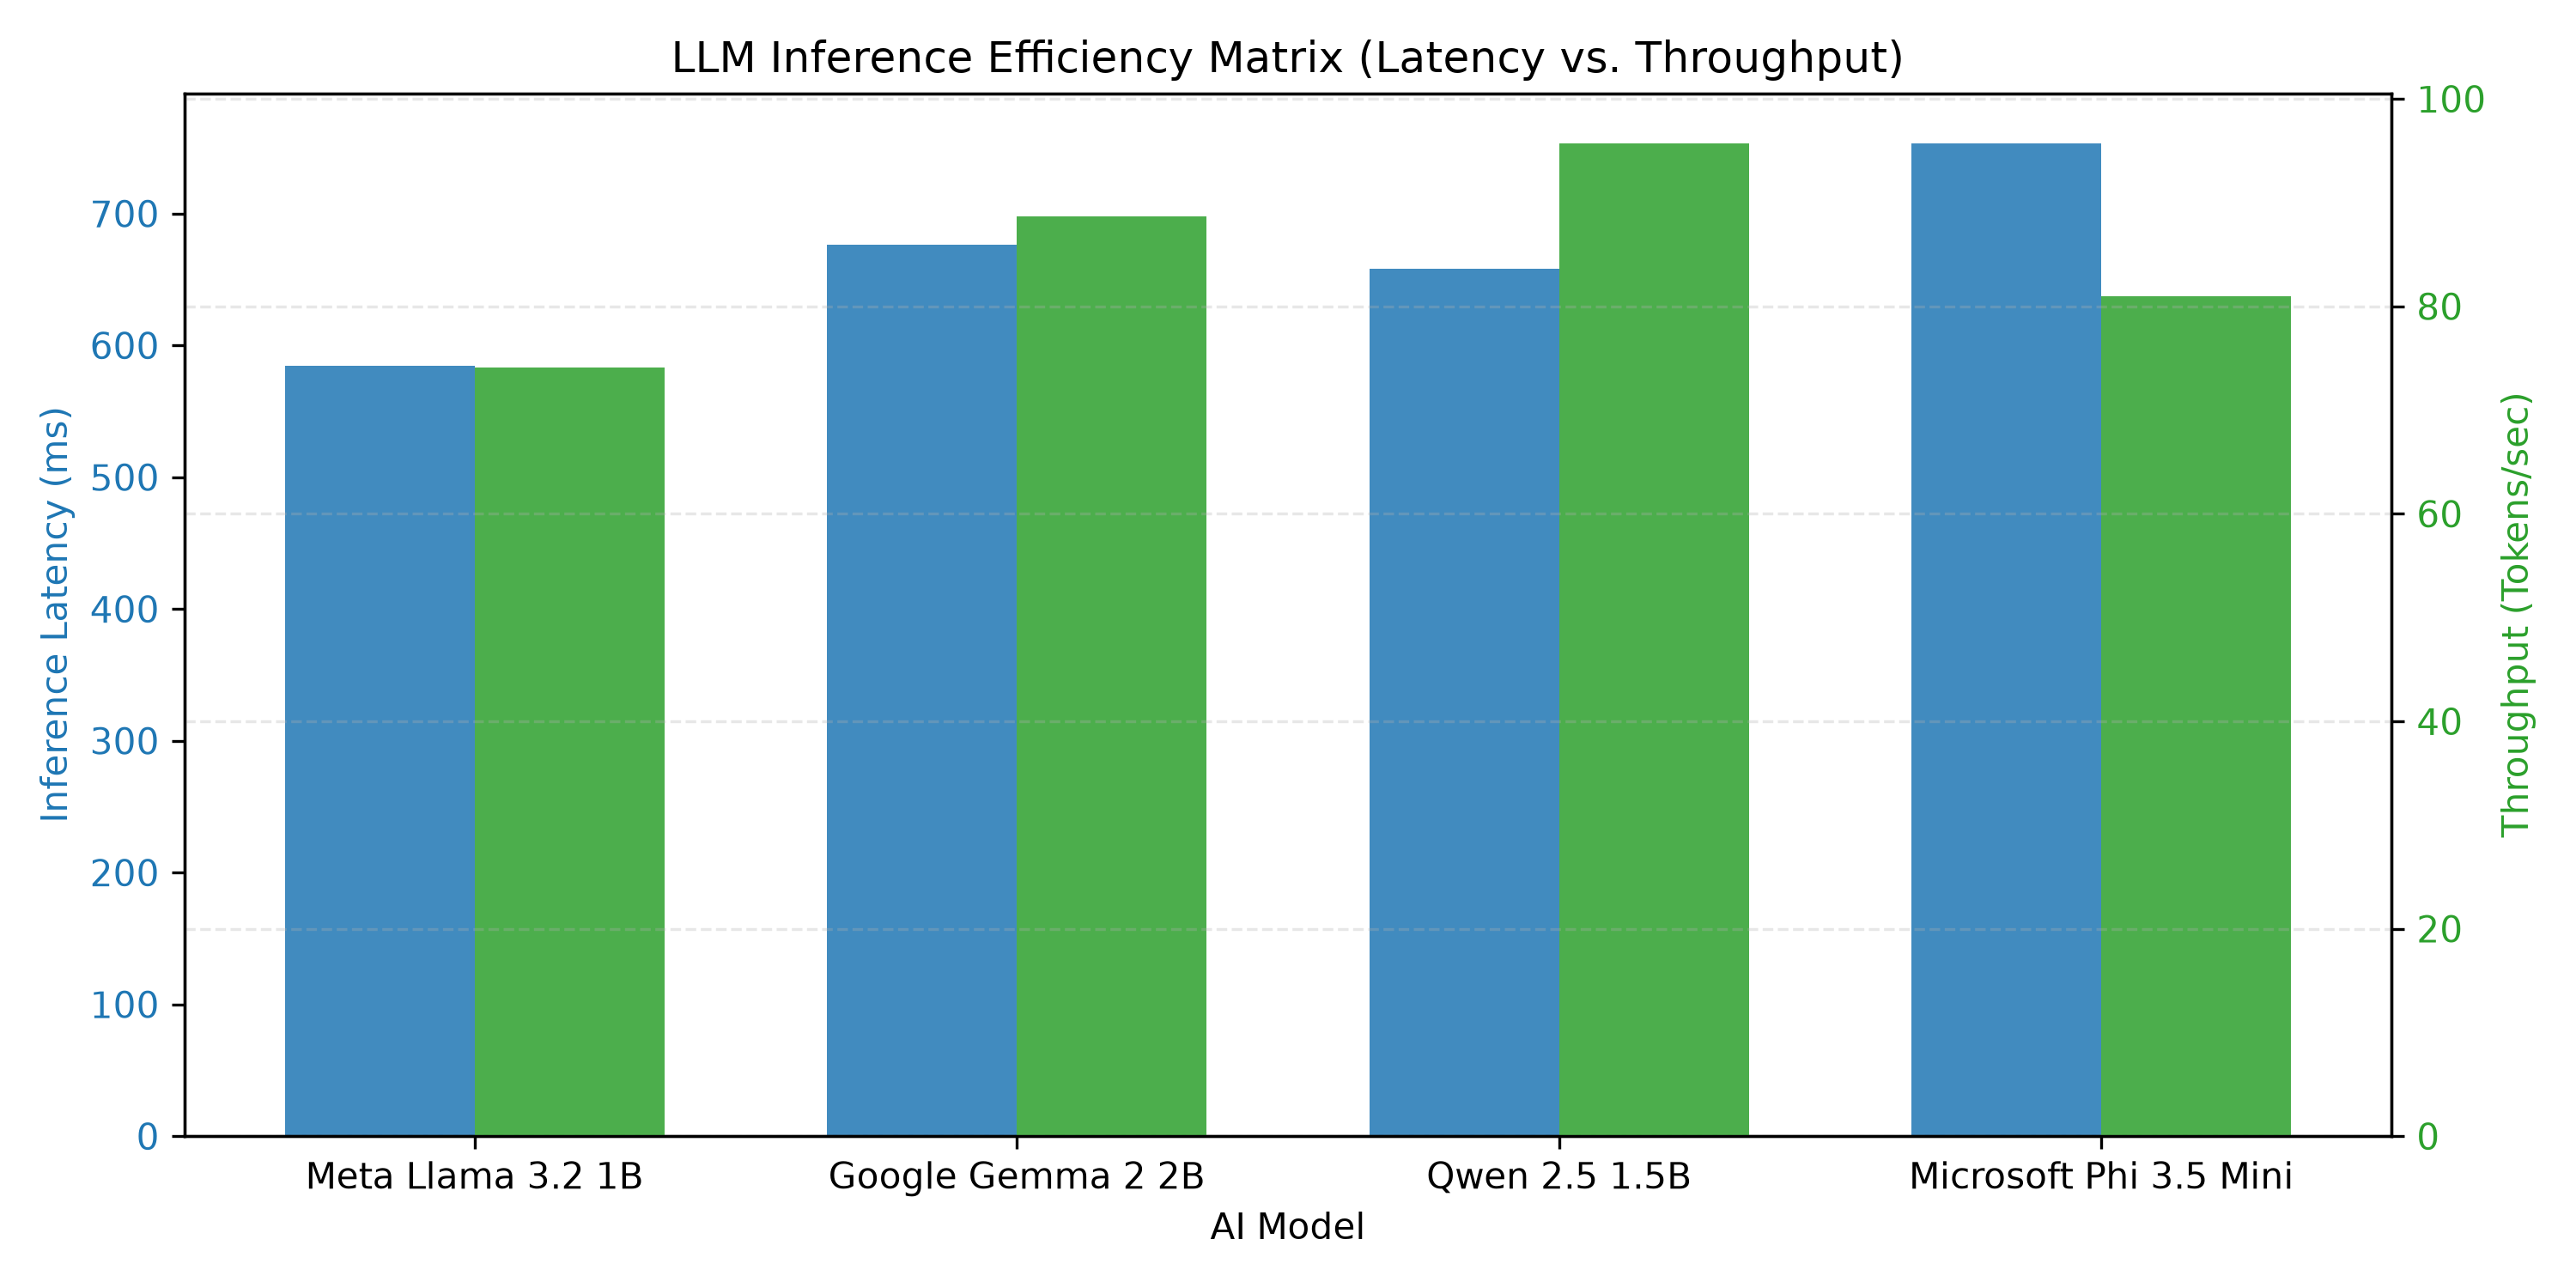 LLM Inference Efficiency Matrix (Latency vs. Throughput)
Inference Latency (ms)
700
600
500
400
300
200
100
0
100
80
60
40
20
0
Throughput (Tokens/sec)
Meta Llama 3.2 1B
Google Gemma 2 2B
Qwen 2.5 1.5B
Microsoft Phi 3.5 Mini
AI Model